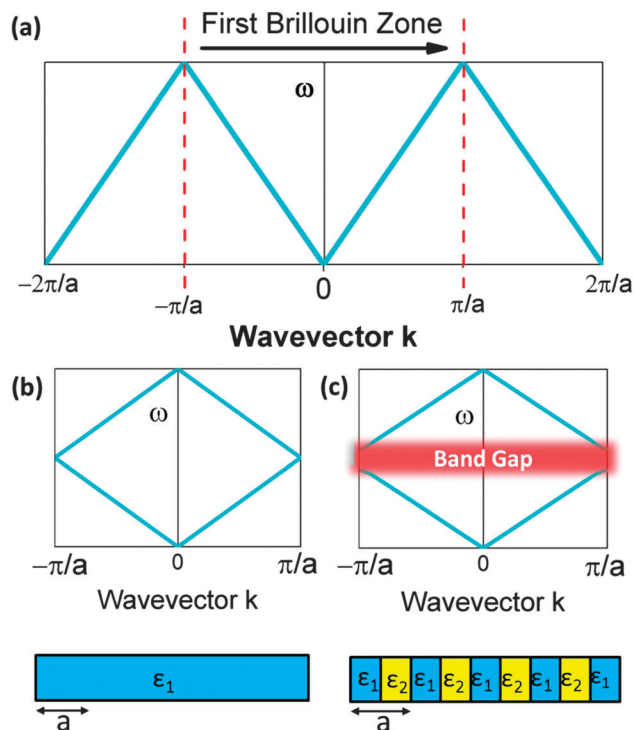 (a) First Brillouin Zone
ω
−2π/a −π/a 0 π/a 2π/a
Wavevector k
(b)
ω
−π/a 0 π/a
Wavevector k
(c)
ω
Band Gap
−π/a 0 π/a
Wavevector k
ε1
a
ε1 ε2 ε1 ε2 ε1 ε2 ε1 ε2 ε1
a